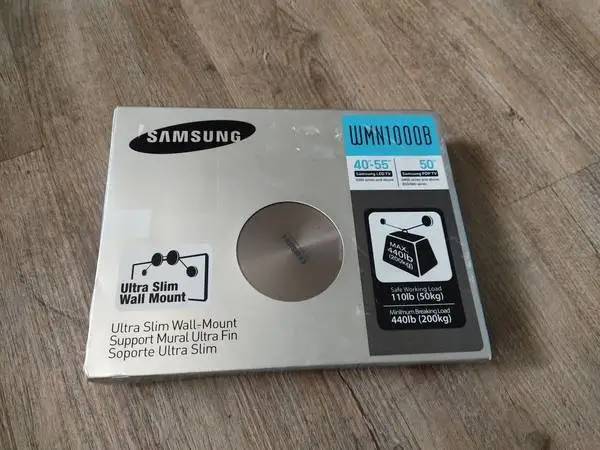 SAMSUNG
WMN1000B
40"-55"
Samsung LED TV
50"
Samsung PDP TV
MAX.
440lb
(200kg)
Safe Working Load
110lb (50kg)
Minimum Breaking Load
440lb (200kg)
Ultra Slim
Wall Mount
Ultra Slim Wall-Mount
Support Mural Ultra Fin
Soporte Ultra Slim
SAMSUNG